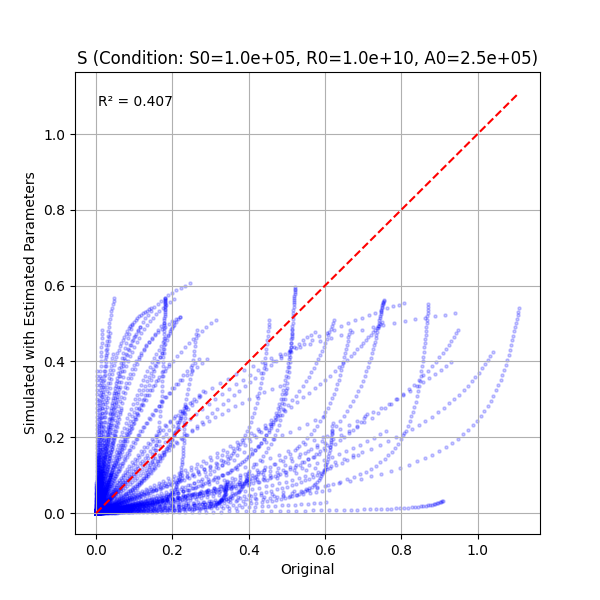 S (Condition: S0=1.0e+05, R0=1.0e+10, A0=2.5e+05)
R² = 0.407
1.0
0.8
0.6
0.4
0.2
0.0
Simulated with Estimated Parameters
0.0 0.2 0.4 0.6 0.8 1.0
Original